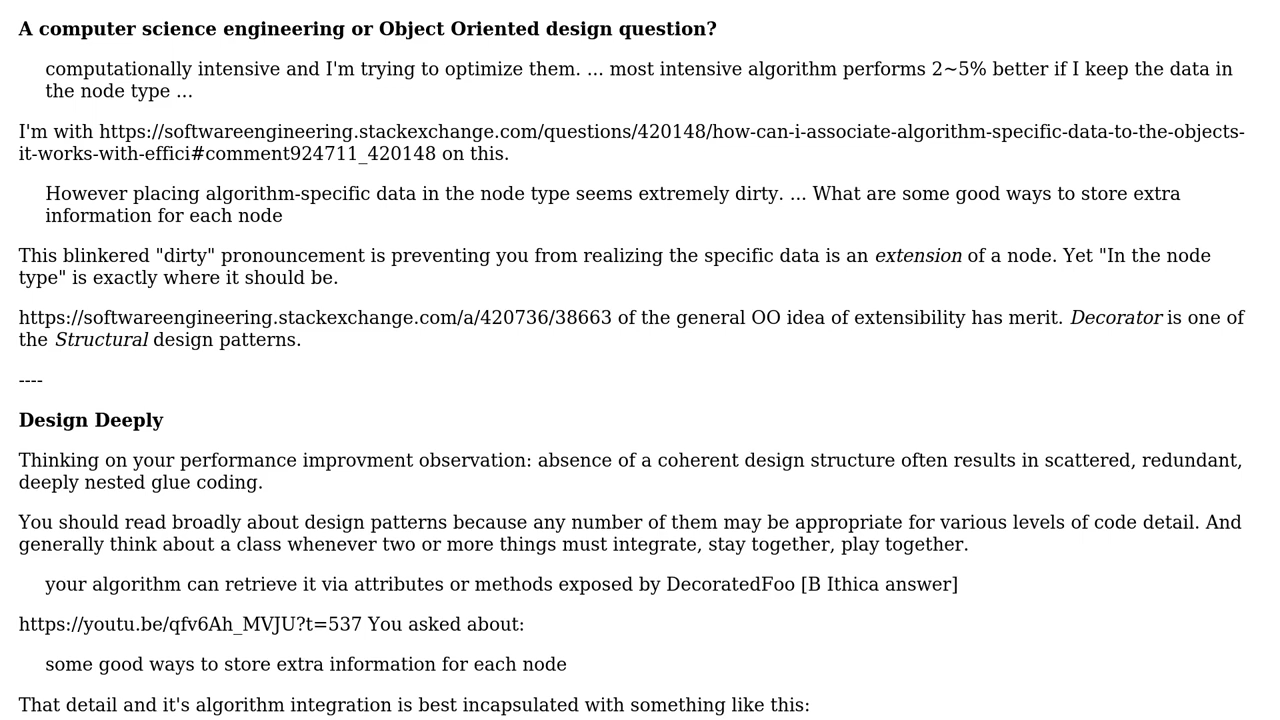 A computer science engineering or Object Oriented design question?
computationally intensive and I'm trying to optimize them. ... most intensive algorithm performs 2~5% better if I keep the data in
the node type ...
I'm with https://softwareengineering.stackexchange.com/questions/420148/how-can-i-associate-algorithm-specific-data-to-the-objects-
it-works-with-effici#comment924711_420148 on this.
However placing algorithm-specific data in the node type seems extremely dirty. ... What are some good ways to store extra
information for each node
This blinkered "dirty" pronouncement is preventing you from realizing the specific data is an extension of a node. Yet "In the node
type" is exactly where it should be.
https://softwareengineering.stackexchange.com/a/420736/38663 of the general OO idea of extensibility has merit. Decorator is one of
the Structural design patterns.
----
Design Deeply
Thinking on your performance improvment observation: absence of a coherent design structure often results in scattered, redundant,
deeply nested glue coding.
You should read broadly about design patterns because any number of them may be appropriate for various levels of code detail. And
generally think about a class whenever two or more things must integrate, stay together, play together.
your algorithm can retrieve it via attributes or methods exposed by DecoratedFoo [B Ithica answer]
https://youtu.be/qfv6Ah_MVJU?t=537 You asked about:
some good ways to store extra information for each node
That detail and it's algorithm integration is best incapsulated with something like this: